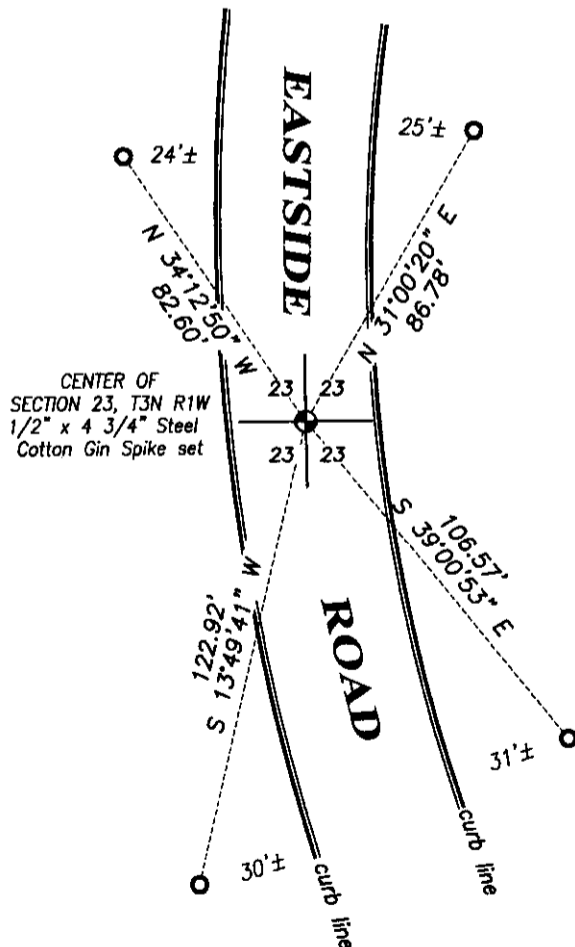 EASTSIDE
24'±
25'±
N 34°12'50" W
82.60'
N 31°00'20" E
86.78'
CENTER OF
SECTION 23, T3N R1W
1/2" x 4 3/4" Steel
Cotton Gin Spike set
23 23
23 23
106.57'
S 39°00'53" E
122.92'
S 13°49'41" W
ROAD
31'±
30'±
curb line
curb line